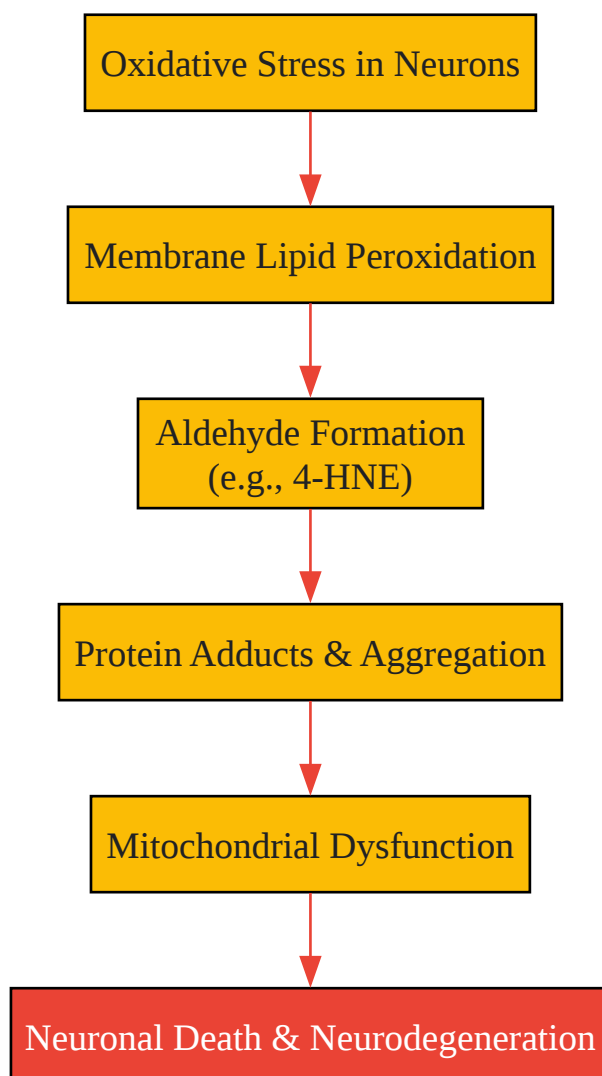 Oxidative Stress in Neurons
Membrane Lipid Peroxidation
Aldehyde Formation
(e.g., 4-HNE)
Protein Adducts & Aggregation
Mitochondrial Dysfunction
Neuronal Death & Neurodegeneration